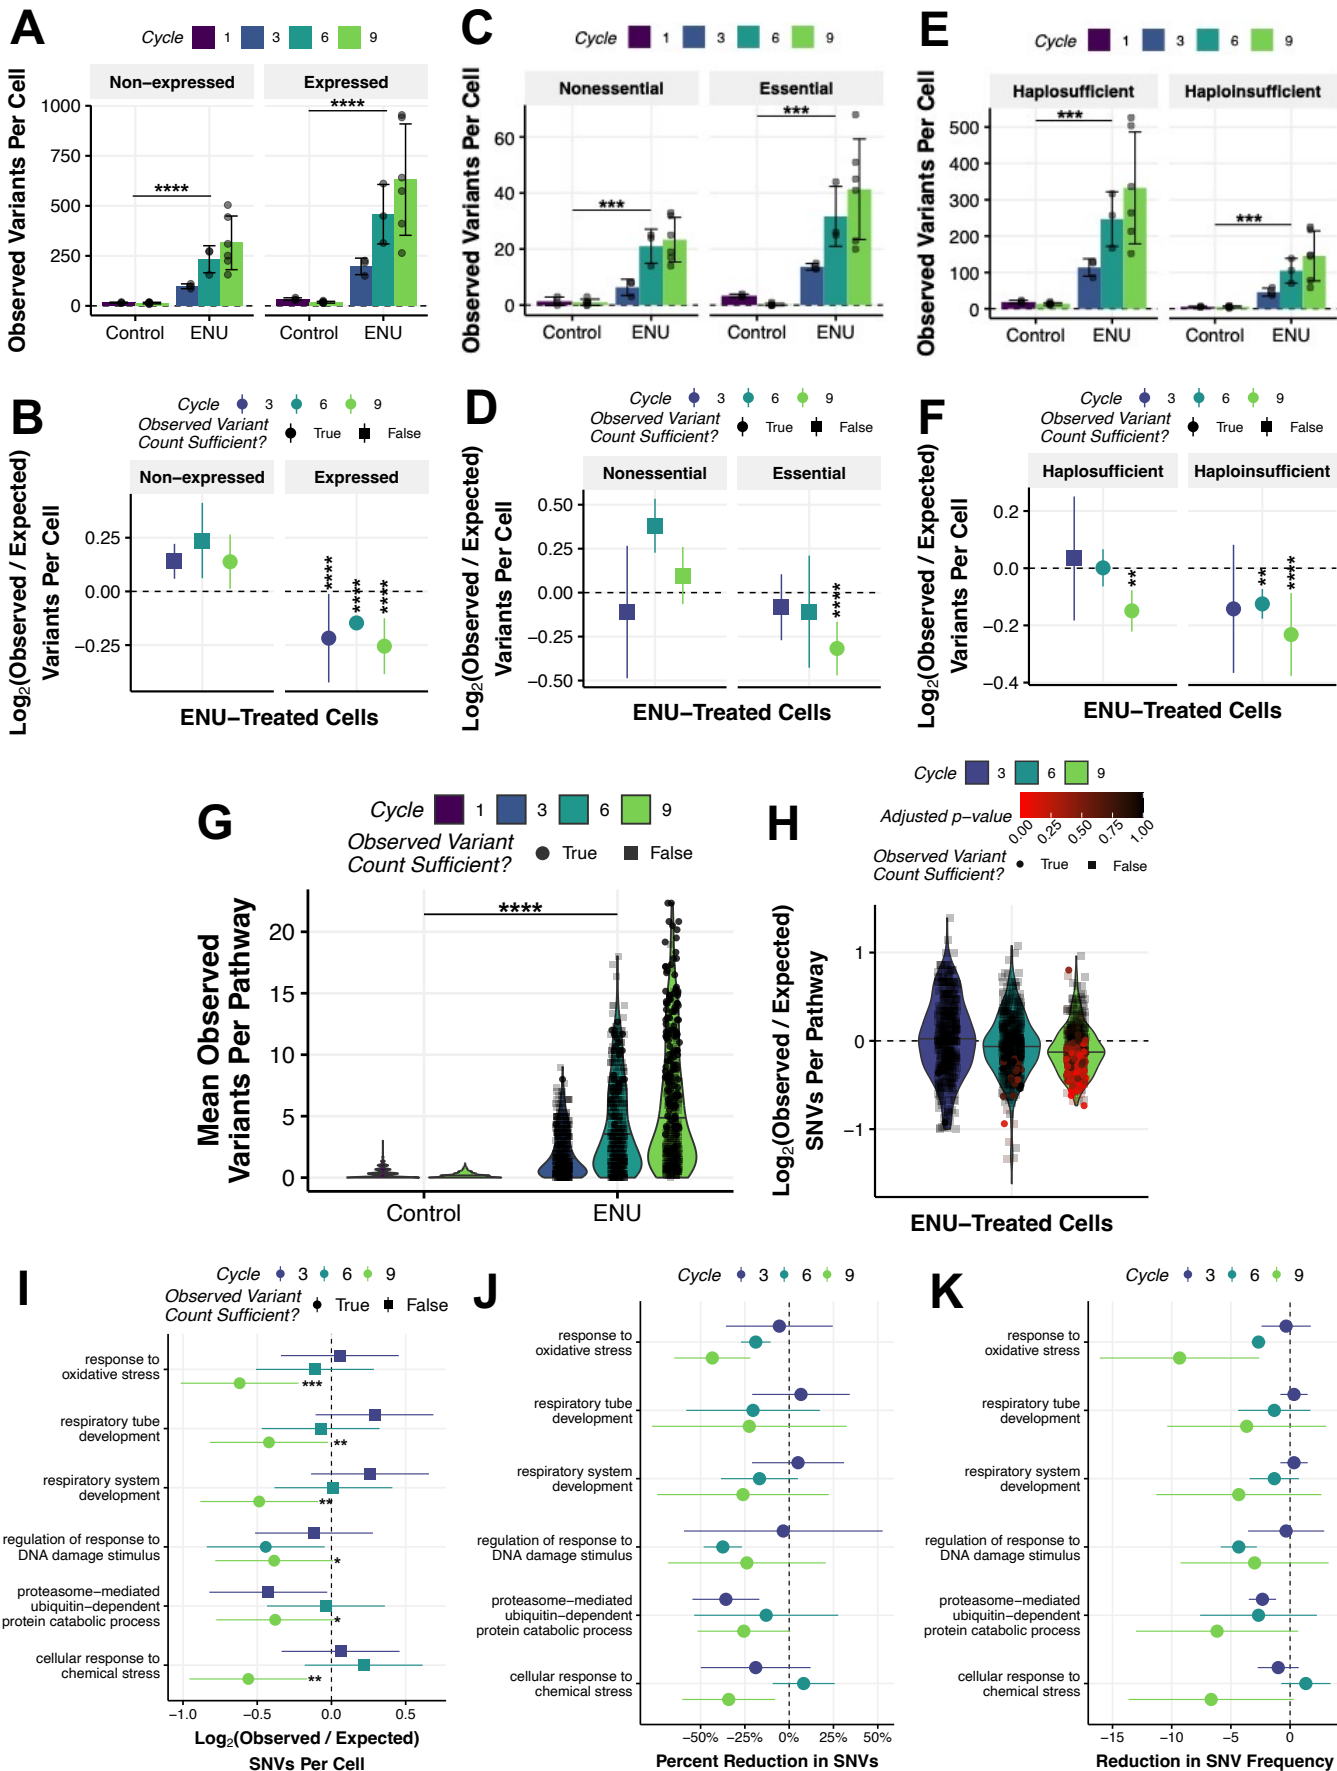 A
Cycle 1 3 6 9
Non–expressed
Expressed
Observed Variants Per Cell
1000
750
500
250
0
****
****
Control
ENU
Control
ENU
C
Cycle 1 3 6 9
Nonessential
Essential
Observed Variants Per Cell
60
40
20
0
***
***
Control
ENU
Control
ENU
E
Cycle 1 3 6 9
Haplosufficient
Haploinsufficient
Observed Variants Per Cell
500
400
300
200
100
0
***
***
Control
ENU
Control
ENU
B
Cycle 3 6 9
Observed Variant
Count Sufficient?
True
False
Non–expressed
Expressed
Log2(Observed / Expected)
Variants Per Cell
0.25
0.00
−0.25
****
****
****
ENU–Treated Cells
D
Cycle 3 6 9
Observed Variant
Count Sufficient?
True
False
Nonessential
Essential
Log2(Observed / Expected)
Variants Per Cell
0.50
0.25
0.00
−0.25
−0.50
****
ENU–Treated Cells
F
Cycle 3 6 9
Observed Variant
Count Sufficient?
True
False
Haplosufficient
Haploinsufficient
Log2(Observed / Expected)
Variants Per Cell
0.2
0.0
−0.2
−0.4
**
**
****
ENU–Treated Cells
G
Cycle 1 3 6 9
Observed Variant
Count Sufficient?
True
False
Mean Observed
Variants Per Pathway
20
15
10
5
0
****
Control
ENU
H
Cycle 3 6 9
Adjusted p−value
0.00
0.25
0.50
0.75
1.00
Observed Variant
Count Sufficient?
True
False
Log2(Observed / Expected)
SNVs Per Pathway
1
0
−1
ENU–Treated Cells
I
Cycle 3 6 9
Observed Variant
Count Sufficient?
True
False
response to
oxidative stress
***
respiratory tube
development
**
respiratory system
development
**
regulation of response to
DNA damage stimulus
*
proteasome−mediated
ubiquitin−dependent
protein catabolic process
*
cellular response to
chemical stress
**
−1.0
−0.5
0.0
0.5
Log2(Observed / Expected)
SNVs Per Cell
J
Cycle 3 6 9
response to
oxidative stress
respiratory tube
development
respiratory system
development
regulation of response to
DNA damage stimulus
proteasome−mediated
ubiquitin−dependent
protein catabolic process
cellular response to
chemical stress
−50%
−25%
0%
25%
50%
Percent Reduction in SNVs
K
Cycle 3 6 9
response to
oxidative stress
respiratory tube
development
respiratory system
development
regulation of response to
DNA damage stimulus
proteasome−mediated
ubiquitin−dependent
protein catabolic process
cellular response to
chemical stress
−15
−10
−5
0
Reduction in SNV Frequency